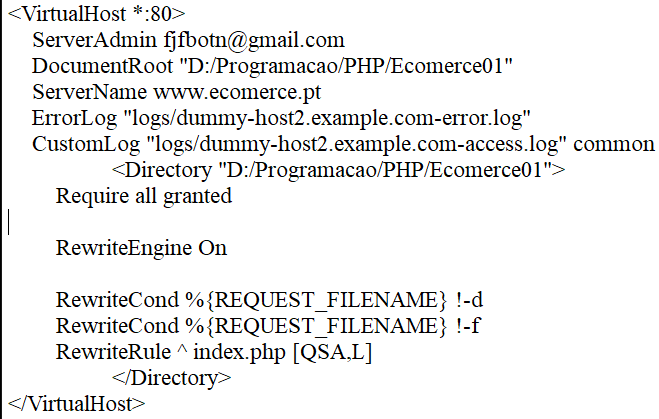 <VirtualHost *:80>
ServerAdmin fjfbotn@gmail.com
DocumentRoot "D:/Programacao/PHP/Ecomerce01"
ServerName www.ecomerce.pt
ErrorLog "logs/dummy-host2.example.com-error.log"
CustomLog "logs/dummy-host2.example.com-access.log" common
<Directory "D:/Programacao/PHP/Ecomerce01">
Require all granted
RewriteEngine On
RewriteCond %{REQUEST_FILENAME} !-d
RewriteCond %{REQUEST_FILENAME} !-f
RewriteRule ^ index.php [QSA,L]
</Directory>
</VirtualHost>